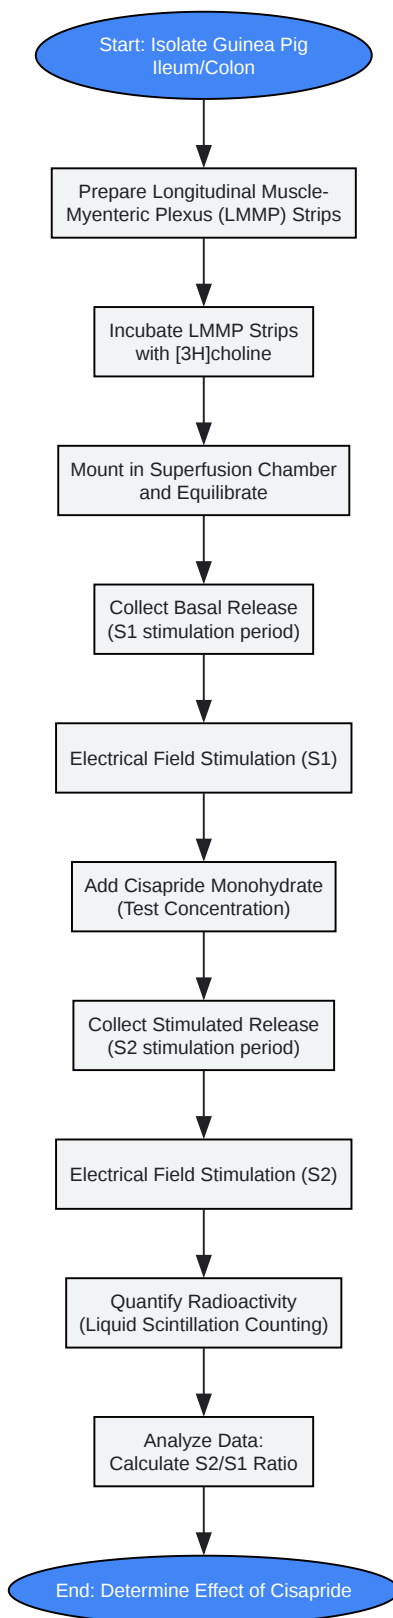 Start: Isolate Guinea Pig
Ileum/Colon
Prepare Longitudinal Muscle-
Myenteric Plexus (LMMP) Strips
Incubate LMMP Strips
with [3H]choline
Mount in Superfusion Chamber
and Equilibrate
Collect Basal Release
(S1 stimulation period)
Electrical Field Stimulation (S1)
Add Cisapride Monohydrate
(Test Concentration)
Collect Stimulated Release
(S2 stimulation period)
Electrical Field Stimulation (S2)
Quantify Radioactivity
(Liquid Scintillation Counting)
Analyze Data:
Calculate S2/S1 Ratio
End: Determine Effect of Cisapride